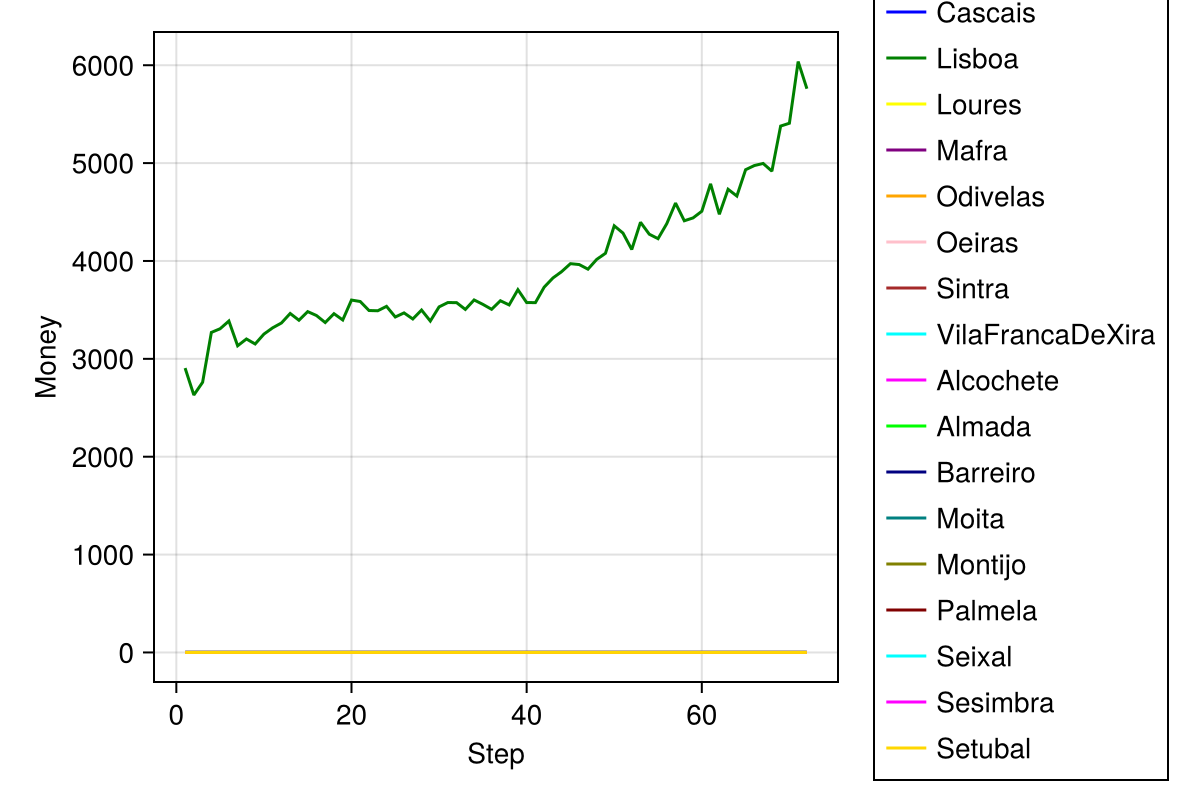 6000
5000
4000
3000
2000
1000
0
Money
0 20 40 60
Step
Cascais
Lisboa
Loures
Mafra
Odivelas
Oeiras
Sintra
VilaFrancaDeXira
Alcochete
Almada
Barreiro
Moita
Montijo
Palmela
Seixal
Sesimbra
Setubal